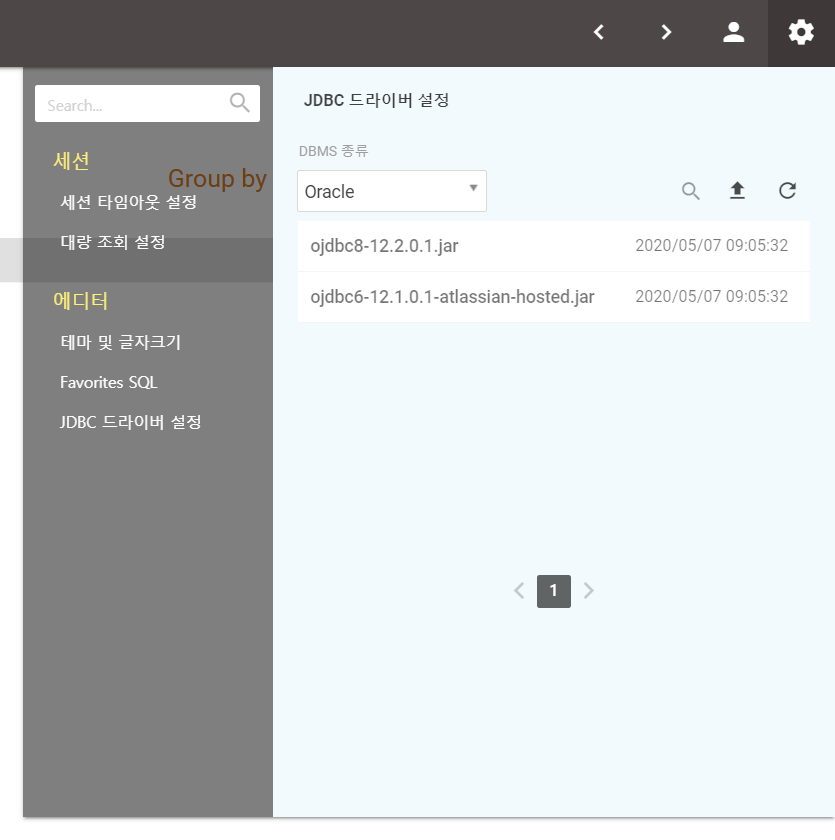 Search...
세션
Group by
세션 타임아웃 설정
대량 조회 설정
에디터
테마 및 글자크기
Favorites SQL
JDBC 드라이버 설정
JDBC 드라이버 설정
DBMS 종류
Oracle
ojdbc8-12.2.0.1.jar 2020/05/07 09:05:32
ojdbc6-12.1.0.1-atlassian-hosted.jar 2020/05/07 09:05:32
1